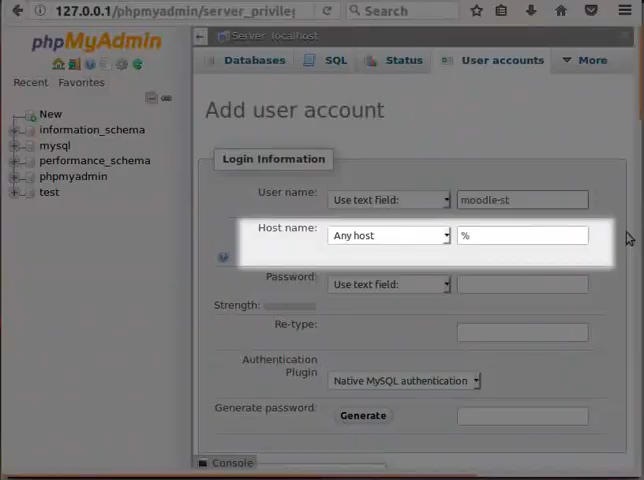 127.0.0.1/phpmyadmin/server_privileg
Search
phpMyAdmin
Server: localhost
Databases
SQL
Status
User accounts
More
Recent
Favorites
New
information_schema
mysql
performance_schema
phpmyadmin
test
Add user account
Login Information
User name:
Use text field:
moodle-st
Host name:
Any host
%
Password:
Use text field:
Strength:
Re-type:
Authentication
Plugin
Native MySQL authentication
Generate password:
Generate
Console